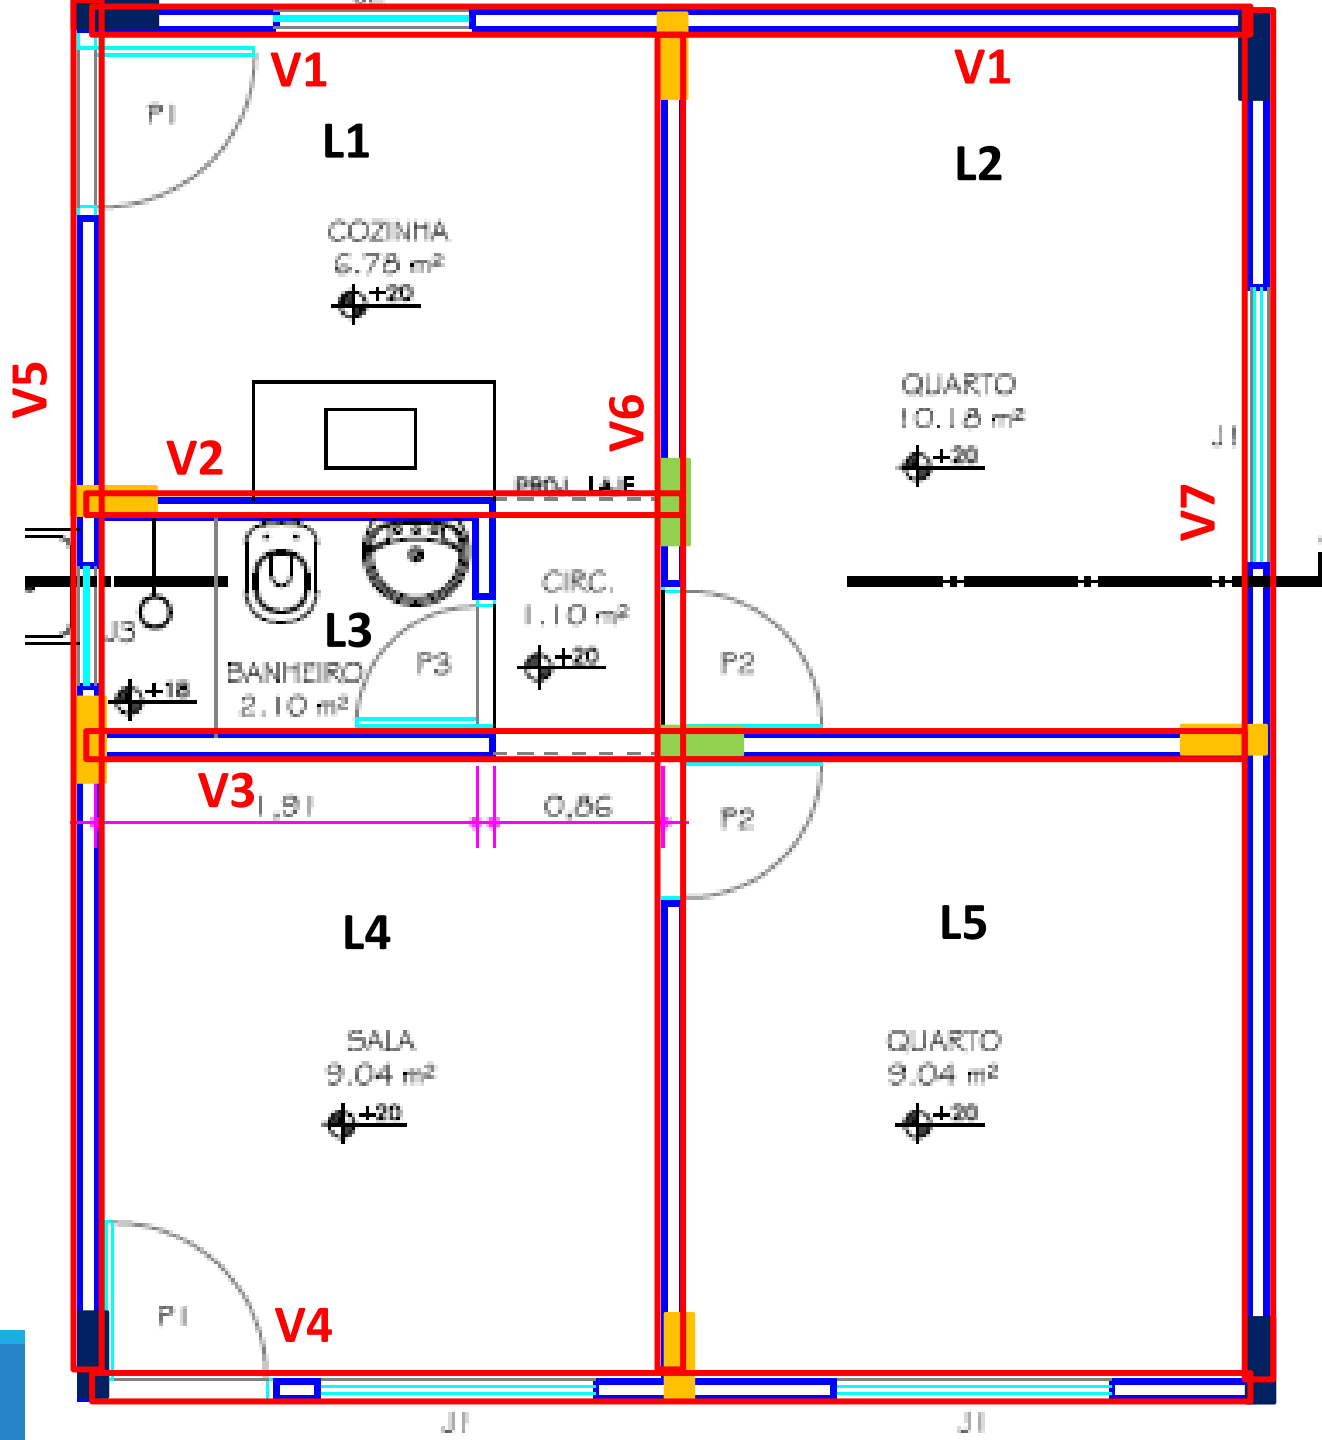 P1
V1
V1
L1
L2
COZINHA
6.78 m²
+20
V5
V6
QUARTO
10.18 m²
+20
J1
V2
PROJ. LAJE
V7
CIRC.
1.10 m²
+20
J3
L3
BANHEIRO
2.10 m²
+18
P3
P2
V3
1,91
0,86
P2
L4
L5
SALA
9.04 m²
+20
QUARTO
9.04 m²
+20
P1
V4
J1
J1